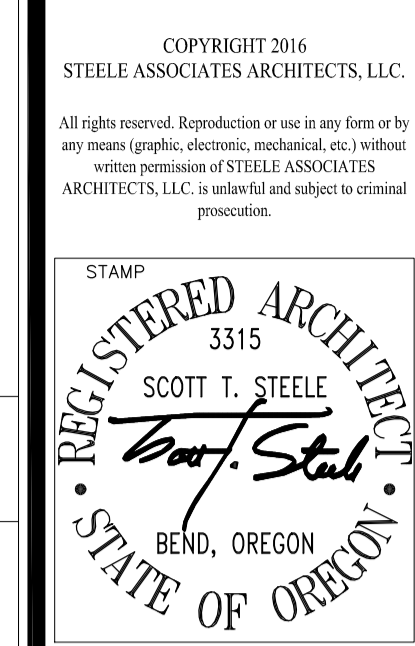 COPYRIGHT 2016
STEELE ASSOCIATES ARCHITECTS, LLC.
All rights reserved. Reproduction or use in any form or by
any means (graphic, electronic, mechanical, etc.) without
written permission of STEELE ASSOCIATES
ARCHITECTS, LLC. is unlawful and subject to criminal
prosecution.
STAMP
REGISTERED ARCHITECT
3315
SCOTT T. STEELE
Scott T. Steele
BEND, OREGON
STATE OF OREGON